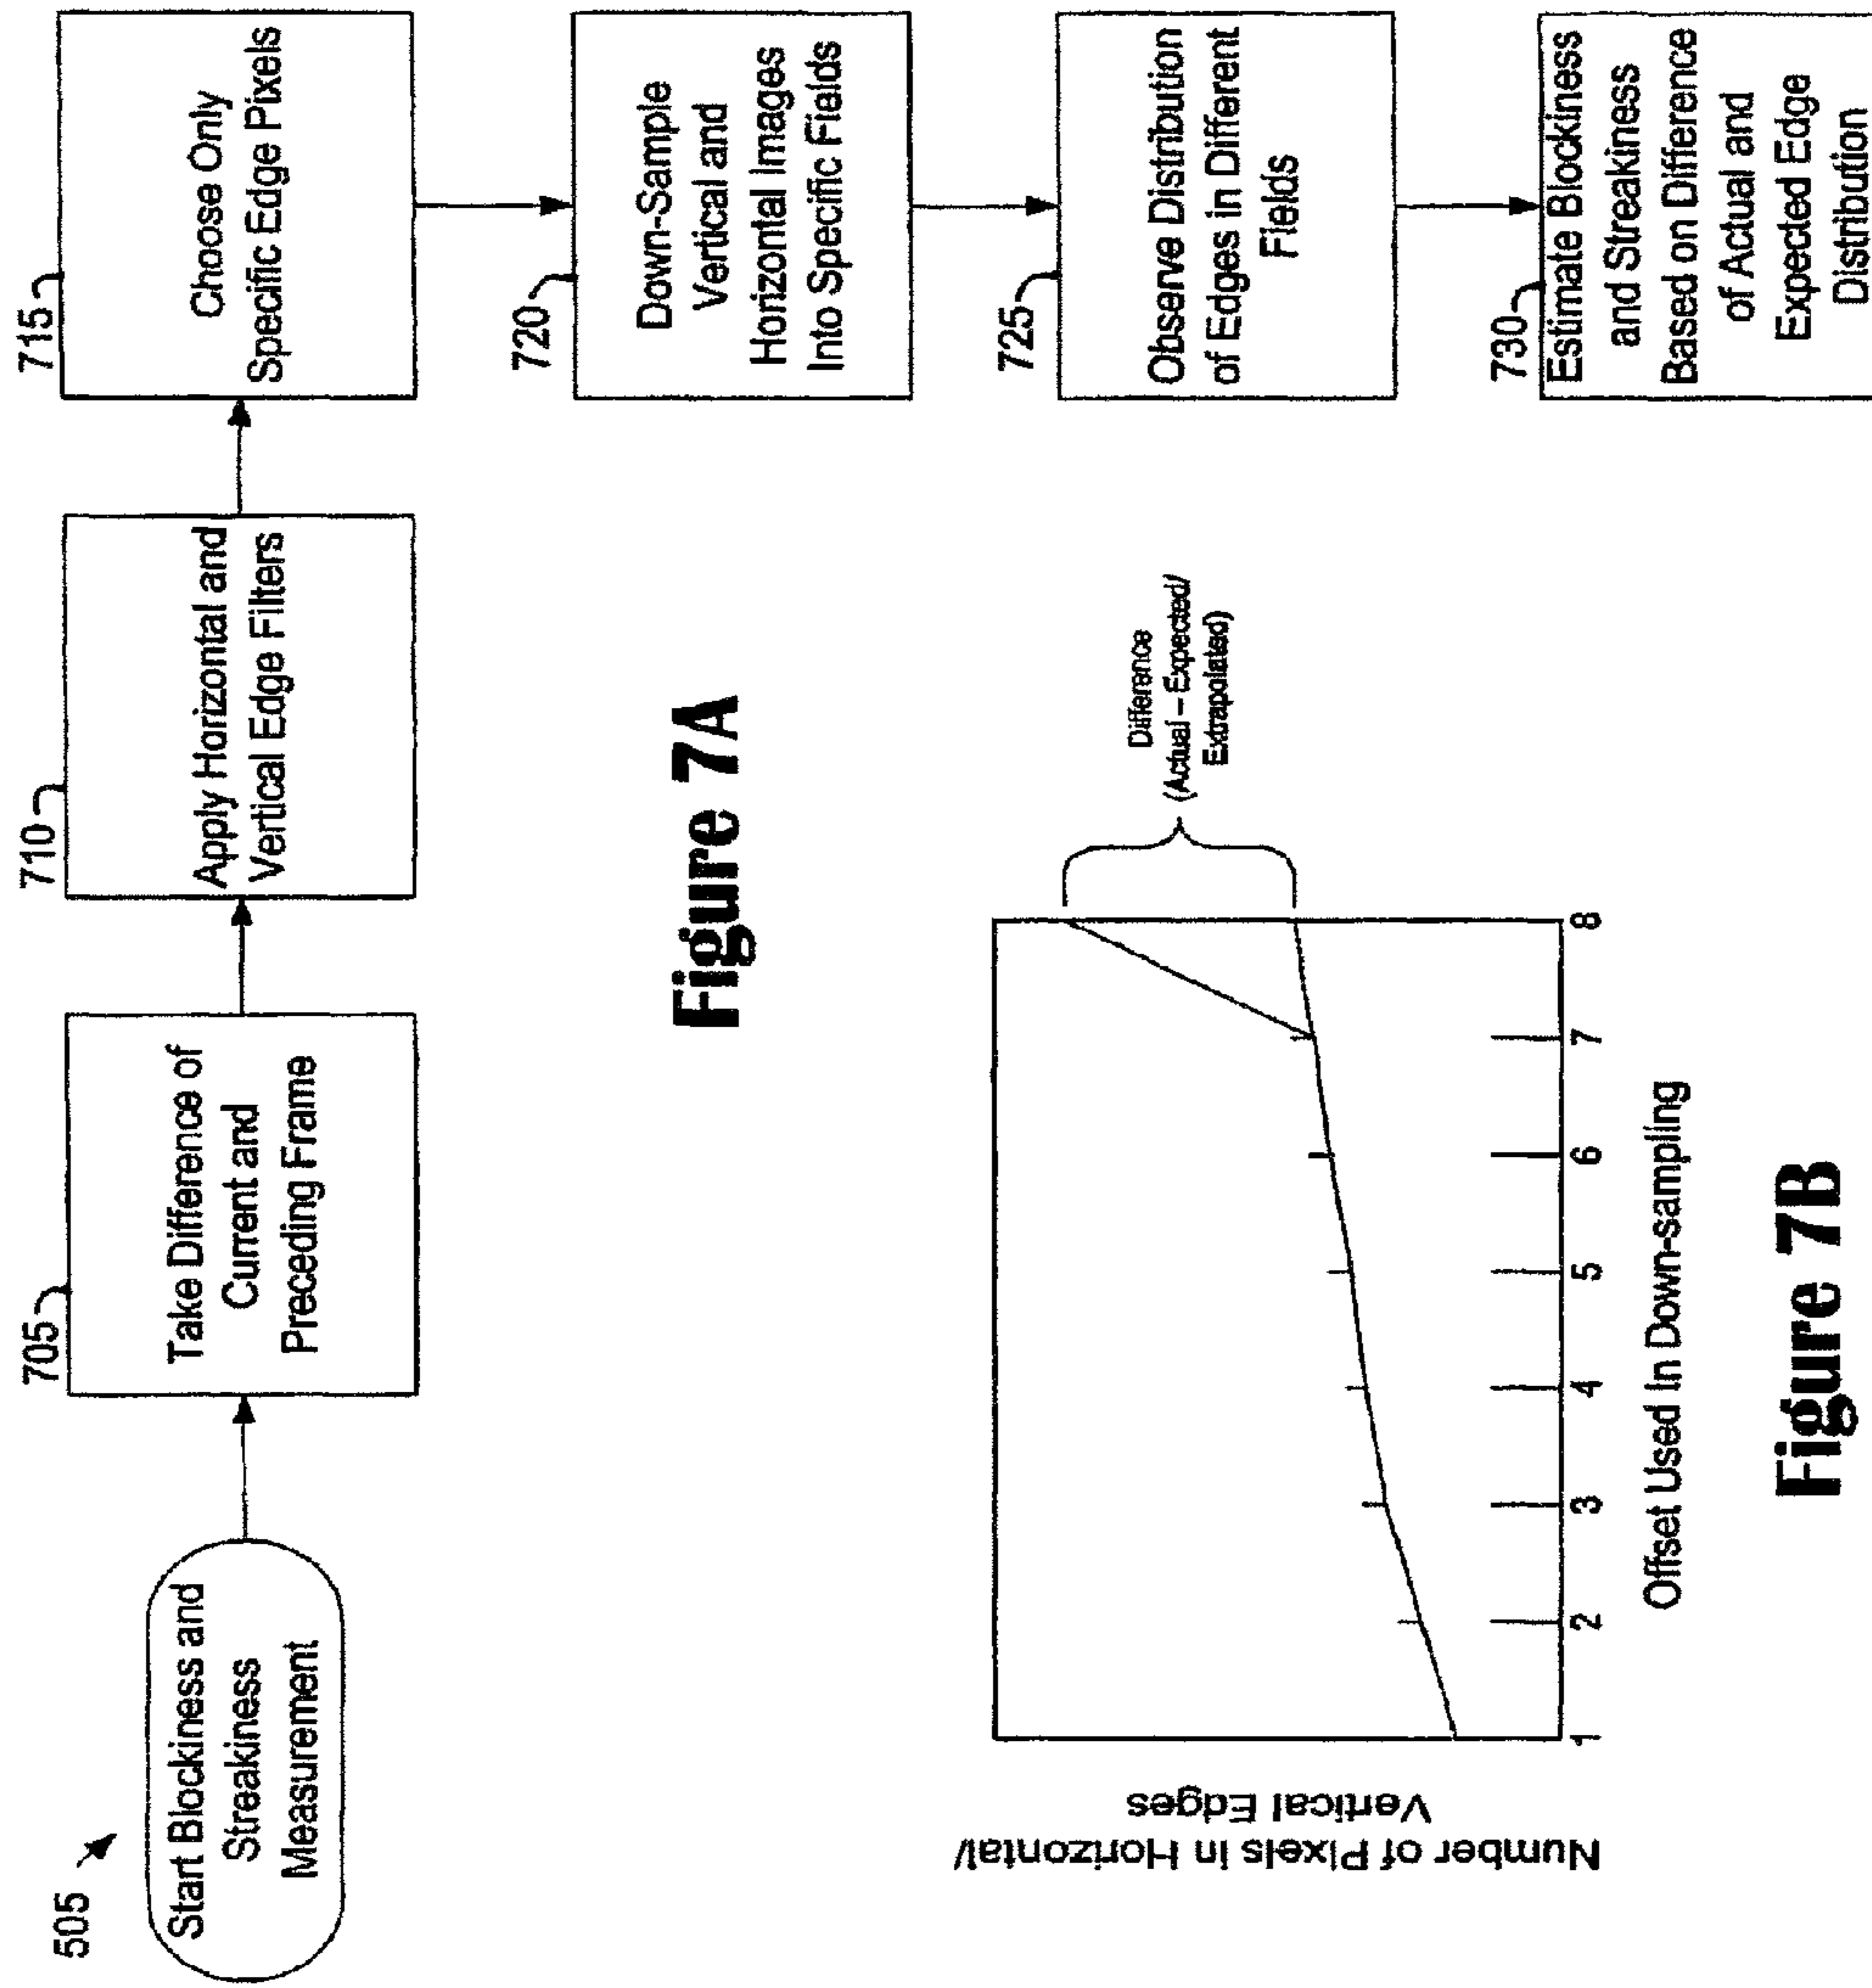 505
Start Blockiness and
Streakiness
Measurement
705
Take Difference of
Current and
Preceding Frame
710
Apply Horizontal and
Vertical Edge Filters
715
Choose Only
Specific Edge Pixels
720
Down-Sample
Vertical and
Horizontal Images
Into Specific Fields
725
Observe Distribution
of Edges in Different
Fields
730
Estimate Blockiness
and Streakiness
Based on Difference
of Actual and
Expected Edge
Distribution
Figure 7A
Number of Pixels in Horizontal/
Vertical Edges
Difference
(Actual – Expected/
Extrapolated)
1 2 3 4 5 6 7 8
Offset Used In Down-sampling
Figure 7B